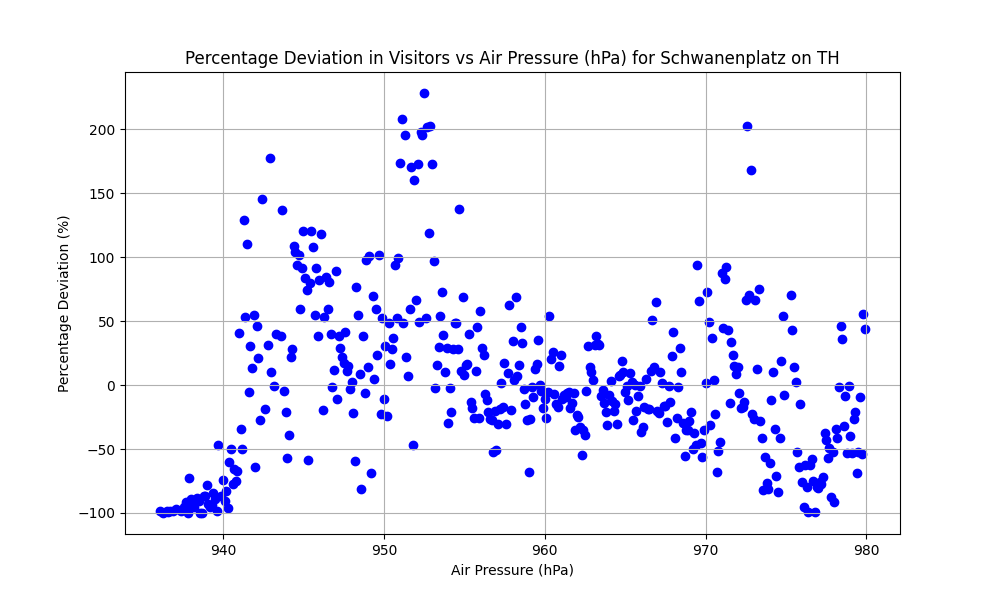 Percentage Deviation in Visitors vs Air Pressure (hPa) for Schwanenplatz on TH
Percentage Deviation (%)
200
150
100
50
0
−50
−100
940 950 960 970 980
Air Pressure (hPa)